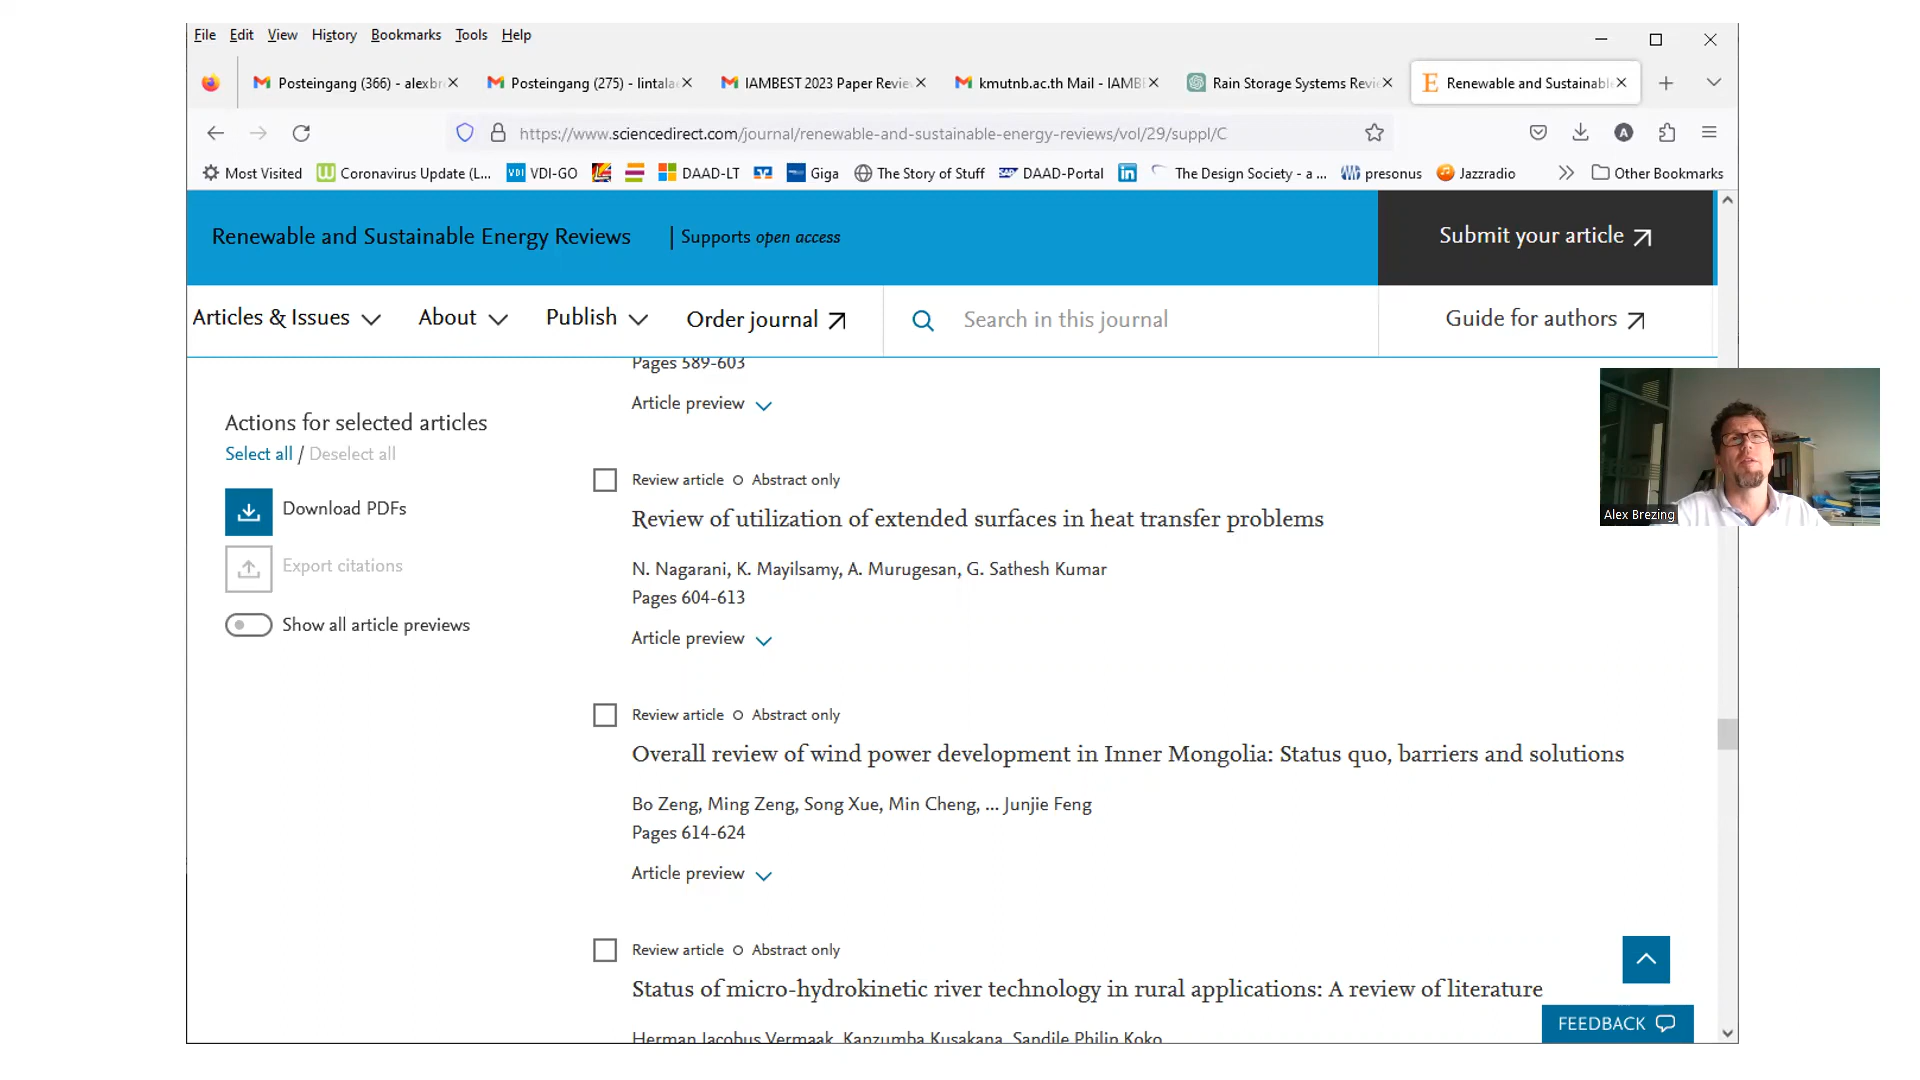 File Edit View History Bookmarks Tools Help
Posteingang (366) - alexbr
Posteingang (275) - lintala
IAMBEST 2023 Paper Revie
kmutnb.ac.th Mail - IAMB
Rain Storage Systems Revi
Renewable and Sustainabl
https://www.sciencedirect.com/journal/renewable-and-sustainable-energy-reviews/vol/29/suppl/C
Most Visited Coronavirus Update (L... VDI-GO DAAD-LT Giga The Story of Stuff DAAD-Portal The Design Society - a ... presonus Jazzradio Other Bookmarks
Renewable and Sustainable Energy Reviews
Supports open access
Submit your article
Articles & Issues About Publish Order journal
Search in this journal
Guide for authors
Pages 589-603
Article preview
Actions for selected articles
Select all / Deselect all
Download PDFs
Export citations
Show all article previews
Review article Abstract only
Review of utilization of extended surfaces in heat transfer problems
N. Nagarani, K. Mayilsamy, A. Murugesan, G. Sathesh Kumar
Pages 604-613
Article preview
Review article Abstract only
Overall review of wind power development in Inner Mongolia: Status quo, barriers and solutions
Bo Zeng, Ming Zeng, Song Xue, Min Cheng, ... Junjie Feng
Pages 614-624
Article preview
Review article Abstract only
Status of micro-hydrokinetic river technology in rural applications: A review of literature
Herman Jacobus Vermaak, Kanzumba Kusakana, Sandile Philip Koko
FEEDBACK
Alex Brezing